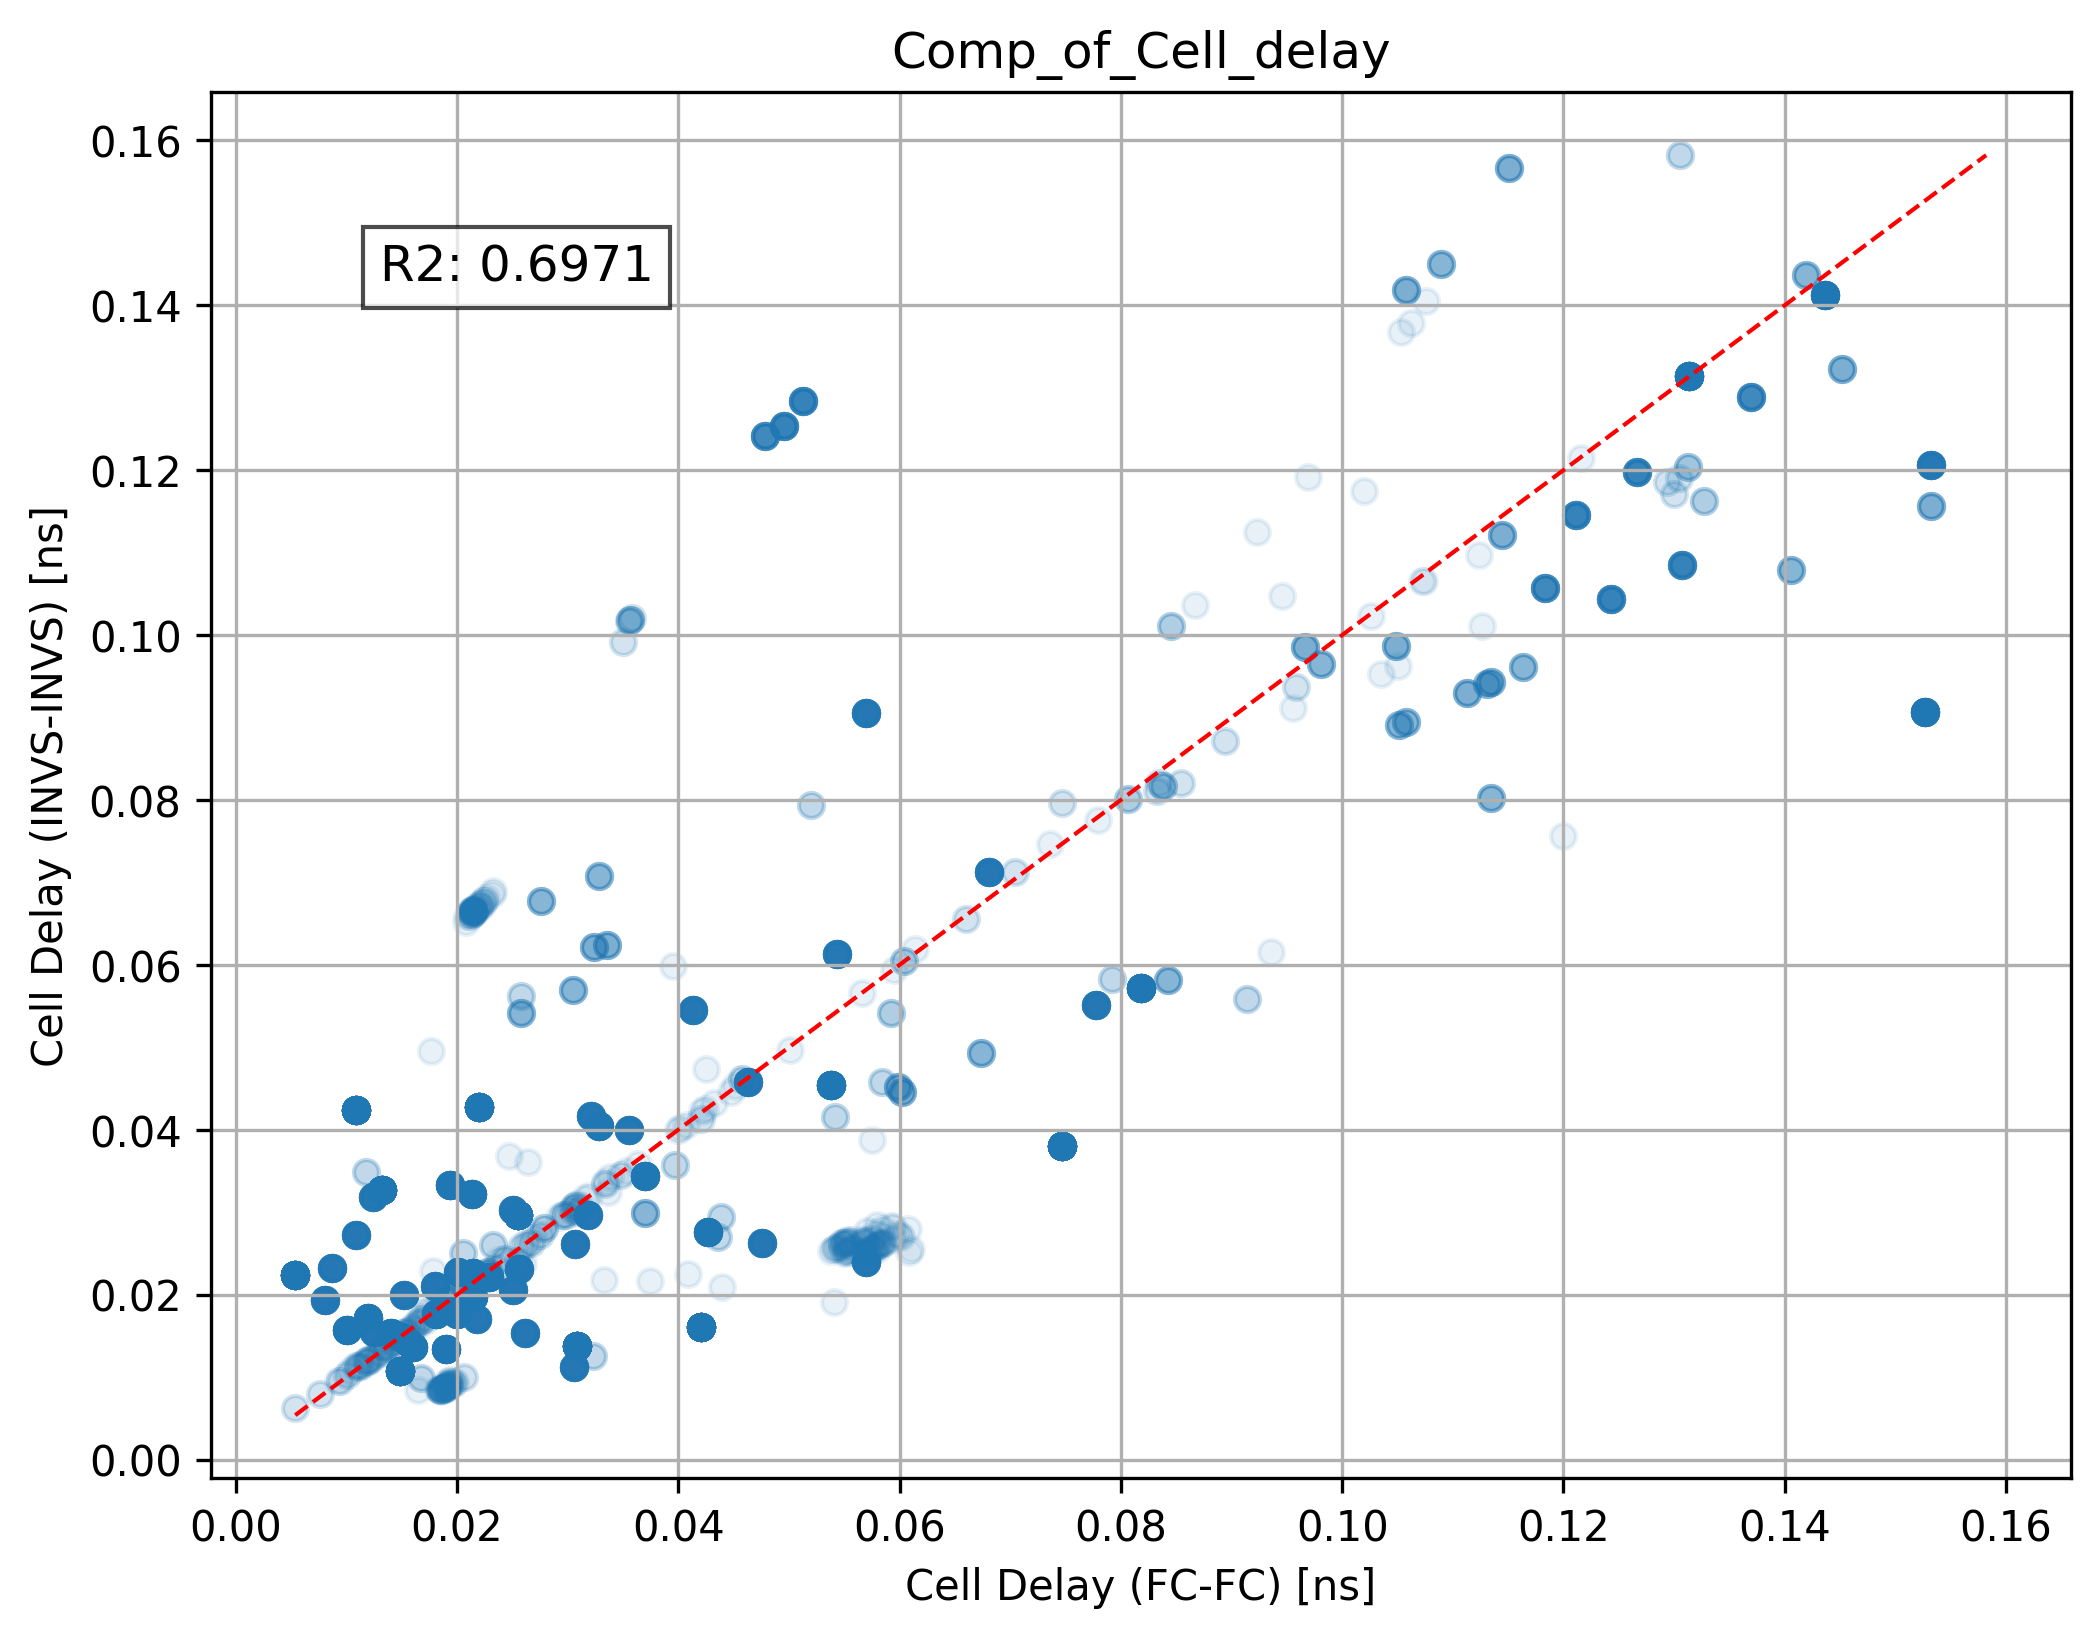 Comp_of_Cell_delay
R2: 0.6971
Cell Delay (INVS-INVS) [ns]
0.16
0.14
0.12
0.10
0.08
0.06
0.04
0.02
0.00
0.00 0.02 0.04 0.06 0.08 0.10 0.12 0.14 0.16
Cell Delay (FC-FC) [ns]